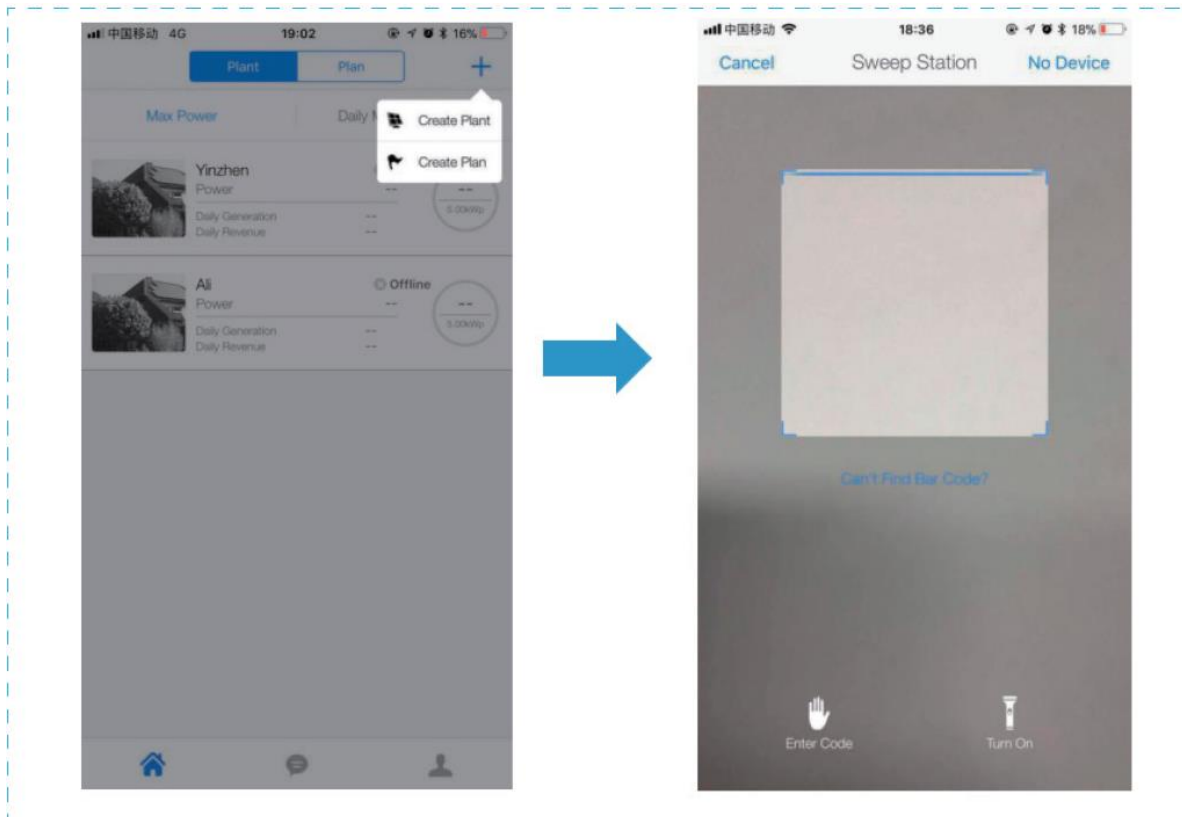 中国移动 4G 19:02 16%
Plant Plan
Max Power Daily
Create Plant
Create Plan
Yinzhen
Power --
--
5.00kWp
Daily Generation --
Daily Revenue --
Ali Offline
Power --
--
5.00kWp
Daily Generation --
Daily Revenue --
中国移动 18:36 18%
Cancel Sweep Station No Device
Can't Find Bar Code?
Enter Code Turn On